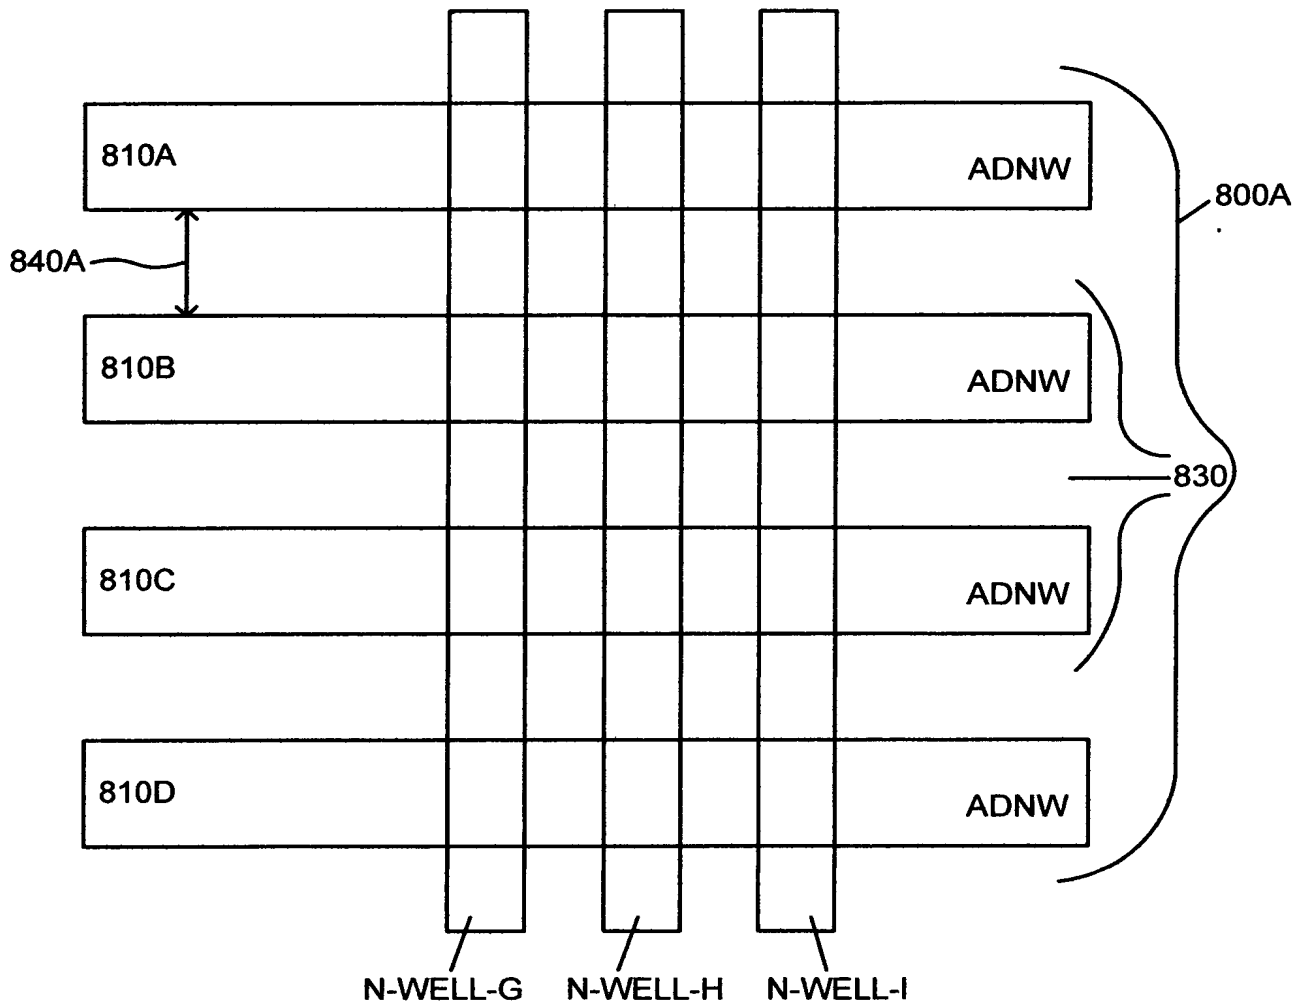 810A
ADNW
800A
840A
810B
ADNW
830
810C
ADNW
810D
ADNW
N-WELL-G
N-WELL-H
N-WELL-I